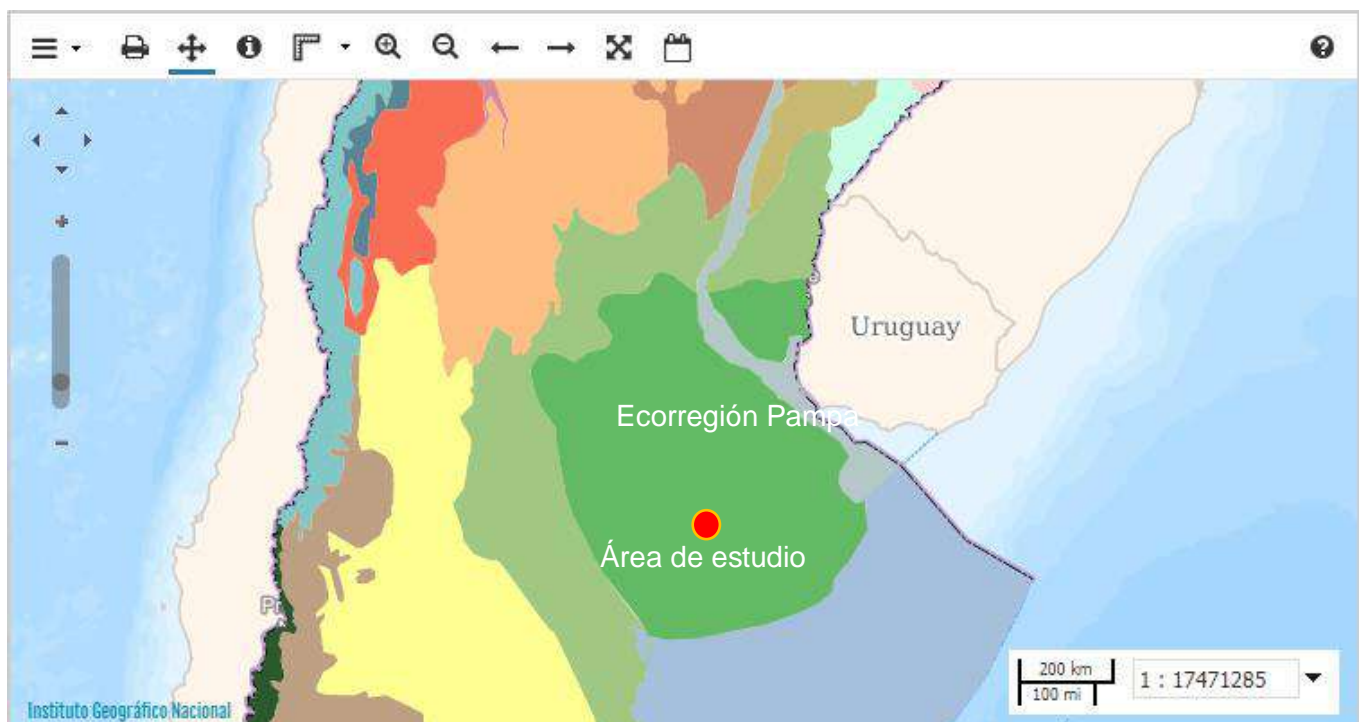 Uruguay
Ecorregión Pampa
Área de estudio
200 km
100 mi
1 : 17471285
Instituto Geográfico Nacional